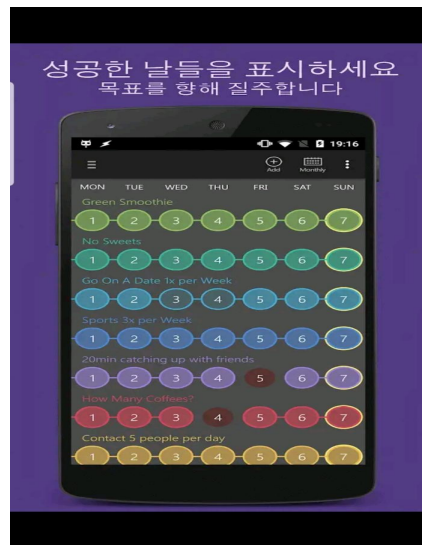 성공한 날들을 표시하세요
목표를 향해 질주합니다
19:16
Add Monthly
MON TUE WED THU FRI SAT SUN
Green Smoothie
1 2 3 4 5 6 7
No Sweets
1 2 3 4 5 6 7
Go On A Date 1x per Week
1 2 3 4 5 6 7
Sports 3x per Week
1 2 3 4 5 6 7
20min catching up with friends
1 2 3 4 5 6 7
How Many Coffees?
1 2 3 4 5 6 7
Contact 5 people per day
1 2 3 4 5 6 7